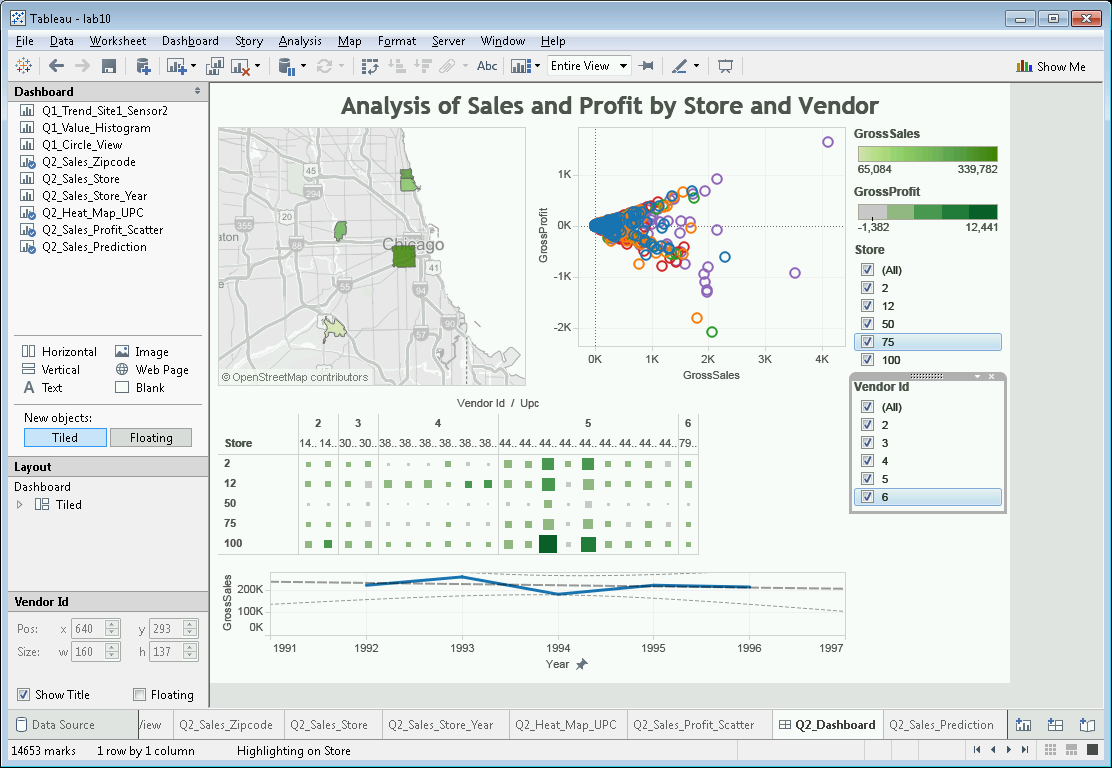 Tableau - lab10
File Data Worksheet Dashboard Story Analysis Map Format Server Window Help
Abc Entire View Show Me
Dashboard
Q1_Trend_Site1_Sensor2
Q1_Value_Histogram
Q1_Circle_View
Q2_Sales_Zipcode
Q2_Sales_Store
Q2_Sales_Store_Year
Q2_Heat_Map_UPC
Q2_Sales_Profit_Scatter
Q2_Sales_Prediction
Horizontal Image
Vertical Web Page
A Text Blank
New objects:
Tiled Floating
Layout
Dashboard
Tiled
Vendor Id
Pos: x 640 y 293
Size: w 160 h 137
Show Title Floating
Analysis of Sales and Profit by Store and Vendor
45
294
20
355
88
aton
Chicago
41
55
94
57
50
e
© OpenStreetMap contributors
GrossProfit
1K
0K
-1K
-2K
0K 1K 2K 3K 4K
GrossSales
GrossSales
65,084 339,782
GrossProfit
-1,382 12,441
Store
(All)
2
12
50
75
100
Vendor Id
(All)
2
3
4
5
6
Vendor Id / Upc
2 3 4 5 6
Store 14.. 14.. 30.. 30.. 38.. 38.. 38.. 38.. 38.. 38.. 44.. 44.. 44.. 44.. 44.. 44.. 44.. 44.. 44.. 79..
2
12
50
75
100
GrossSales
200K
100K
0K
1991 1992 1993 1994 1995 1996 1997
Year
Data Source View Q2_Sales_Zipcode Q2_Sales_Store Q2_Sales_Store_Year Q2_Heat_Map_UPC Q2_Sales_Profit_Scatter Q2_Dashboard Q2_Sales_Prediction
14653 marks 1 row by 1 column Highlighting on Store